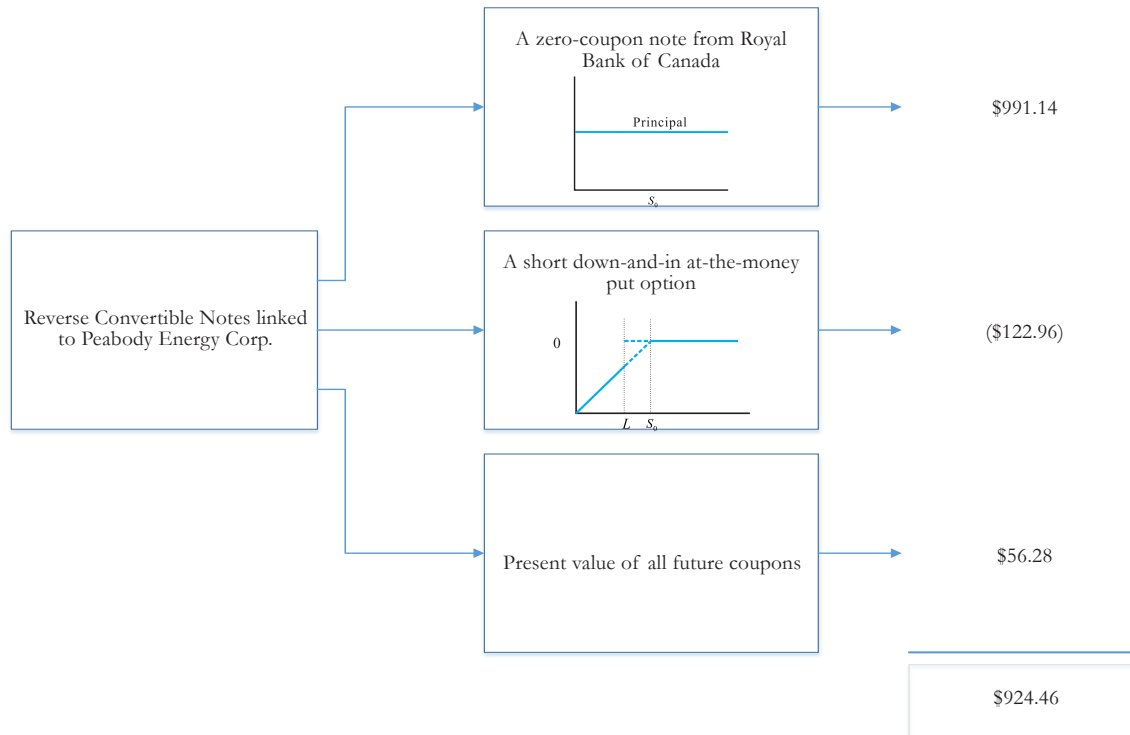 A zero-coupon note from Royal
Bank of Canada
Principal
S₀
$991.14
Reverse Convertible Notes linked
to Peabody Energy Corp.
A short down-and-in at-the-money
put option
0
L S₀
($122.96)
Present value of all future coupons
$56.28
$924.46